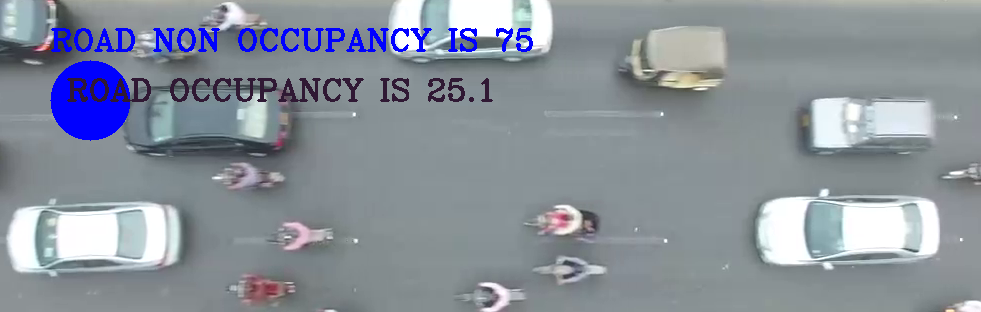 ROAD NON OCCUPANCY IS 75
ROAD OCCUPANCY IS 25.1